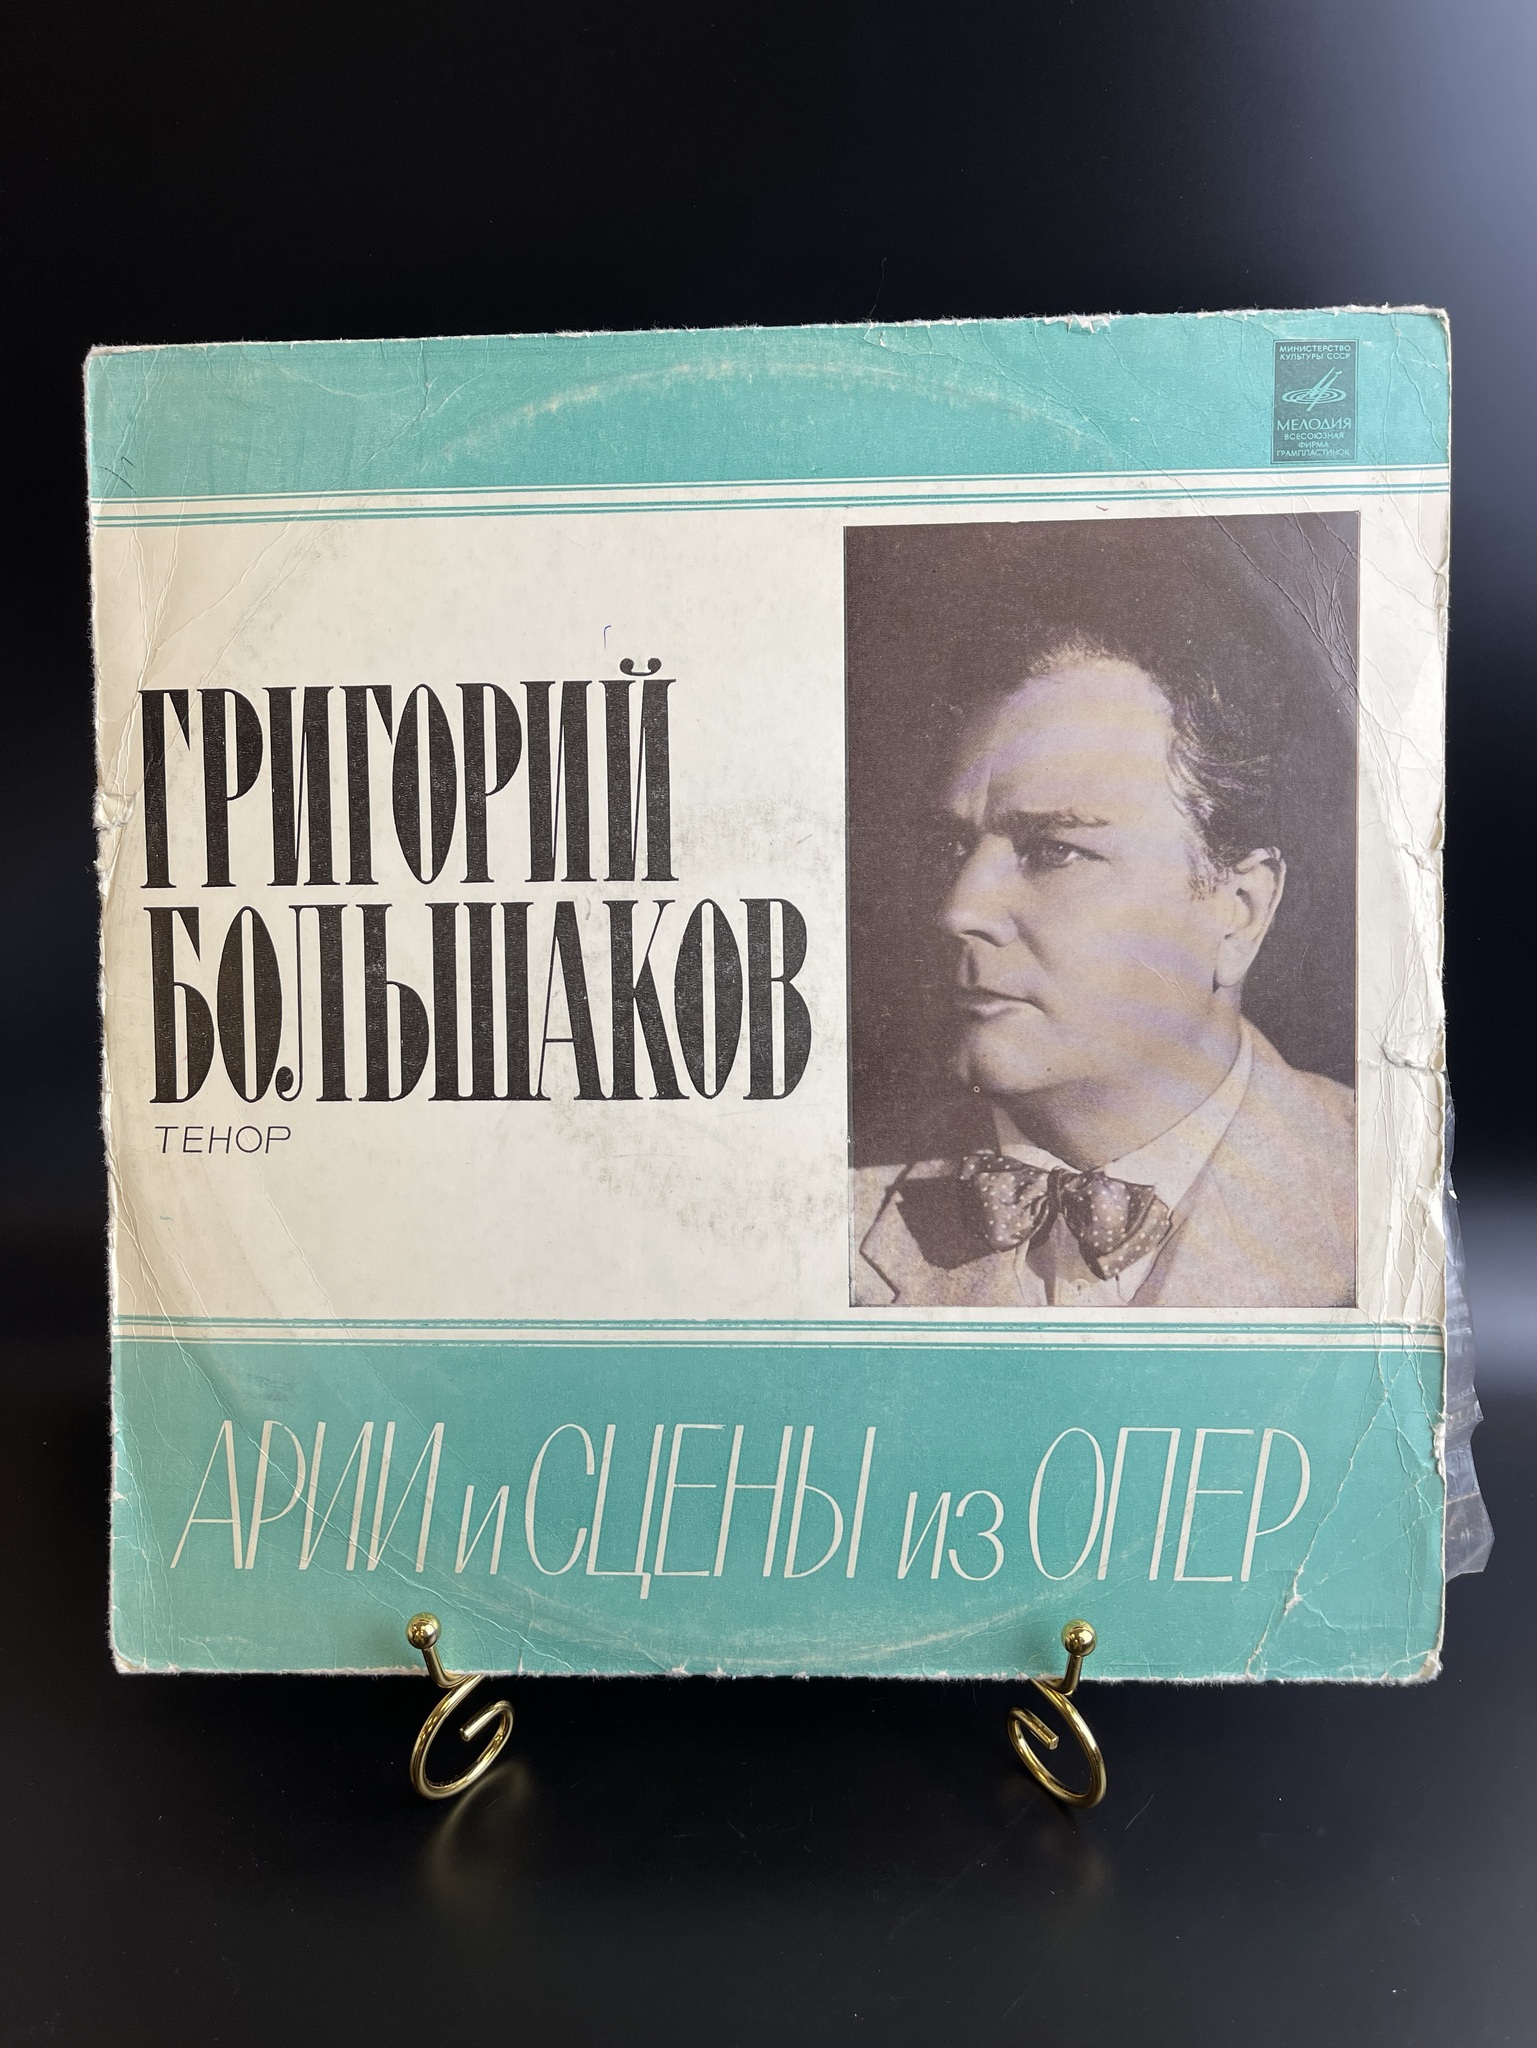 МИНИСТЕРСТВО
КУЛЬТУРЫ СССР
МЕЛОДИЯ
ВСЕСОЮЗНАЯ
ФИРМА
ГРАМПЛАСТИНОК
ГРИГОРИЙ
БОЛЬШАКОВ
ТЕНОР
АРИИ и СЦЕНЫ из ОПЕР